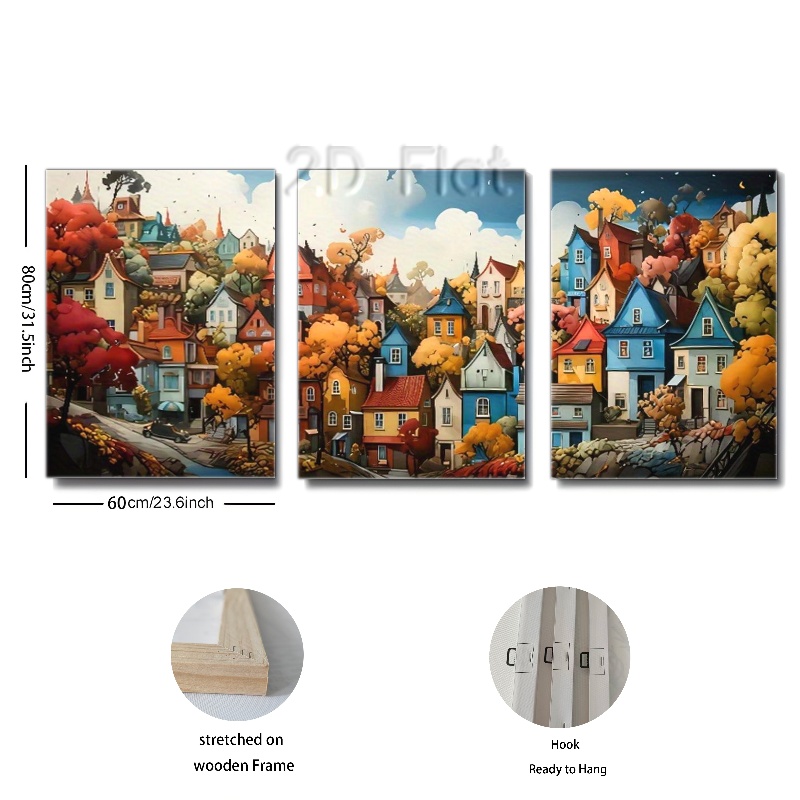 2D Flat
80cm/31.5inch
60cm/23.6inch
stretched on
wooden Frame
Hook
Ready to Hang